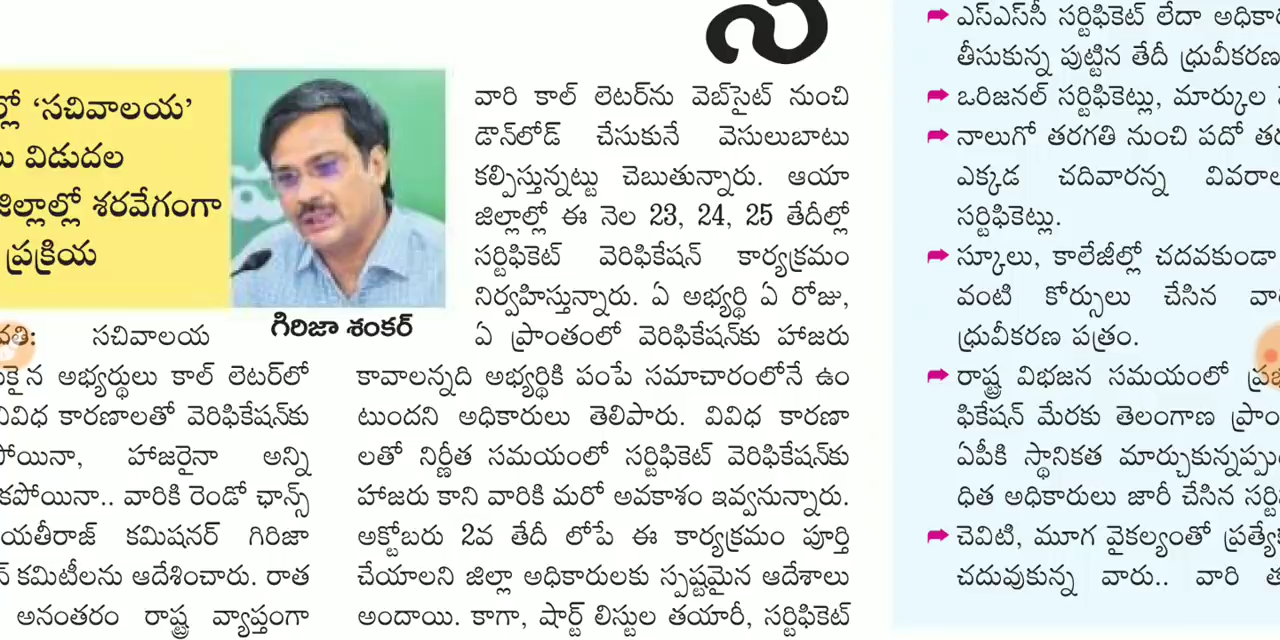 ల్లో ‘సచివాలయ’
విడుదల
జిల్లాల్లో శరవేగంగా
ప్రక్రియ
గిరిజా శంకర్
సచివాలయ
కైన అభ్యర్థులు కాల్ లెటర్‌లో
వివిధ కారణాలతో వెరిఫికేషన్‌కు
పోయినా, హాజరైనా అన్ని
కపోయినా.. వారికి రెండో ఛాన్స్
యతీరాజ్ కమిషనర్ గిరిజా
న్ కమిటీలను ఆదేశించారు. రాత
అనంతరం రాష్ట్ర వ్యాప్తంగా
వారి కాల్ లెటర్‌ను వెబ్‌సైట్ నుంచి
డౌన్‌లోడ్ చేసుకునే వెసులుబాటు
కల్పిస్తున్నట్టు చెబుతున్నారు. ఆయా
జిల్లాల్లో ఈ నెల 23, 24, 25 తేదీల్లో
సర్టిఫికెట్ వెరిఫికేషన్ కార్యక్రమం
నిర్వహిస్తున్నారు. ఏ అభ్యర్థి ఏ రోజు,
ఏ ప్రాంతంలో వెరిఫికేషన్‌కు హాజరు
కావాలన్నది అభ్యర్థికి పంపే సమాచారంలోనే ఉం
టుందని అధికారులు తెలిపారు. వివిధ కారణా
లతో నిర్ణీత సమయంలో సర్టిఫికెట్ వెరిఫికేషన్‌కు
హాజరు కాని వారికి మరో అవకాశం ఇవ్వనున్నారు.
అక్టోబరు 2వ తేదీ లోపే ఈ కార్యక్రమం పూర్తి
చేయాలని జిల్లా అధికారులకు స్పష్టమైన ఆదేశాలు
అందాయి. కాగా, షార్ట్ లిస్టుల తయారీ, సర్టిఫికెట్
ఎస్ఎస్‌సీ సర్టిఫికెట్ లేదా అధికా
తీసుకున్న పుట్టిన తేదీ ధ్రువీకరణ
ఒరిజనల్ సర్టిఫికెట్లు, మార్కుల
నాలుగో తరగతి నుంచి పదో తర
ఎక్కడ చదివారన్న వివరాల
సర్టిఫికెట్లు.
స్కూలు, కాలేజీల్లో చదవకుండా
వంటి కోర్సులు చేసిన వా
ధ్రువీకరణ పత్రం.
రాష్ట్ర విభజన సమయంలో ప్రభ
ఫికేషన్ మేరకు తెలంగాణ ప్రాం
ఏపీకి స్థానికత మార్చుకున్నప్పు
ధిత అధికారులు జారీ చేసిన సర్టి
చెవిటి, మూగ వైకల్యంతో ప్రత్యేక
చదువుకున్న వారు.. వారి త